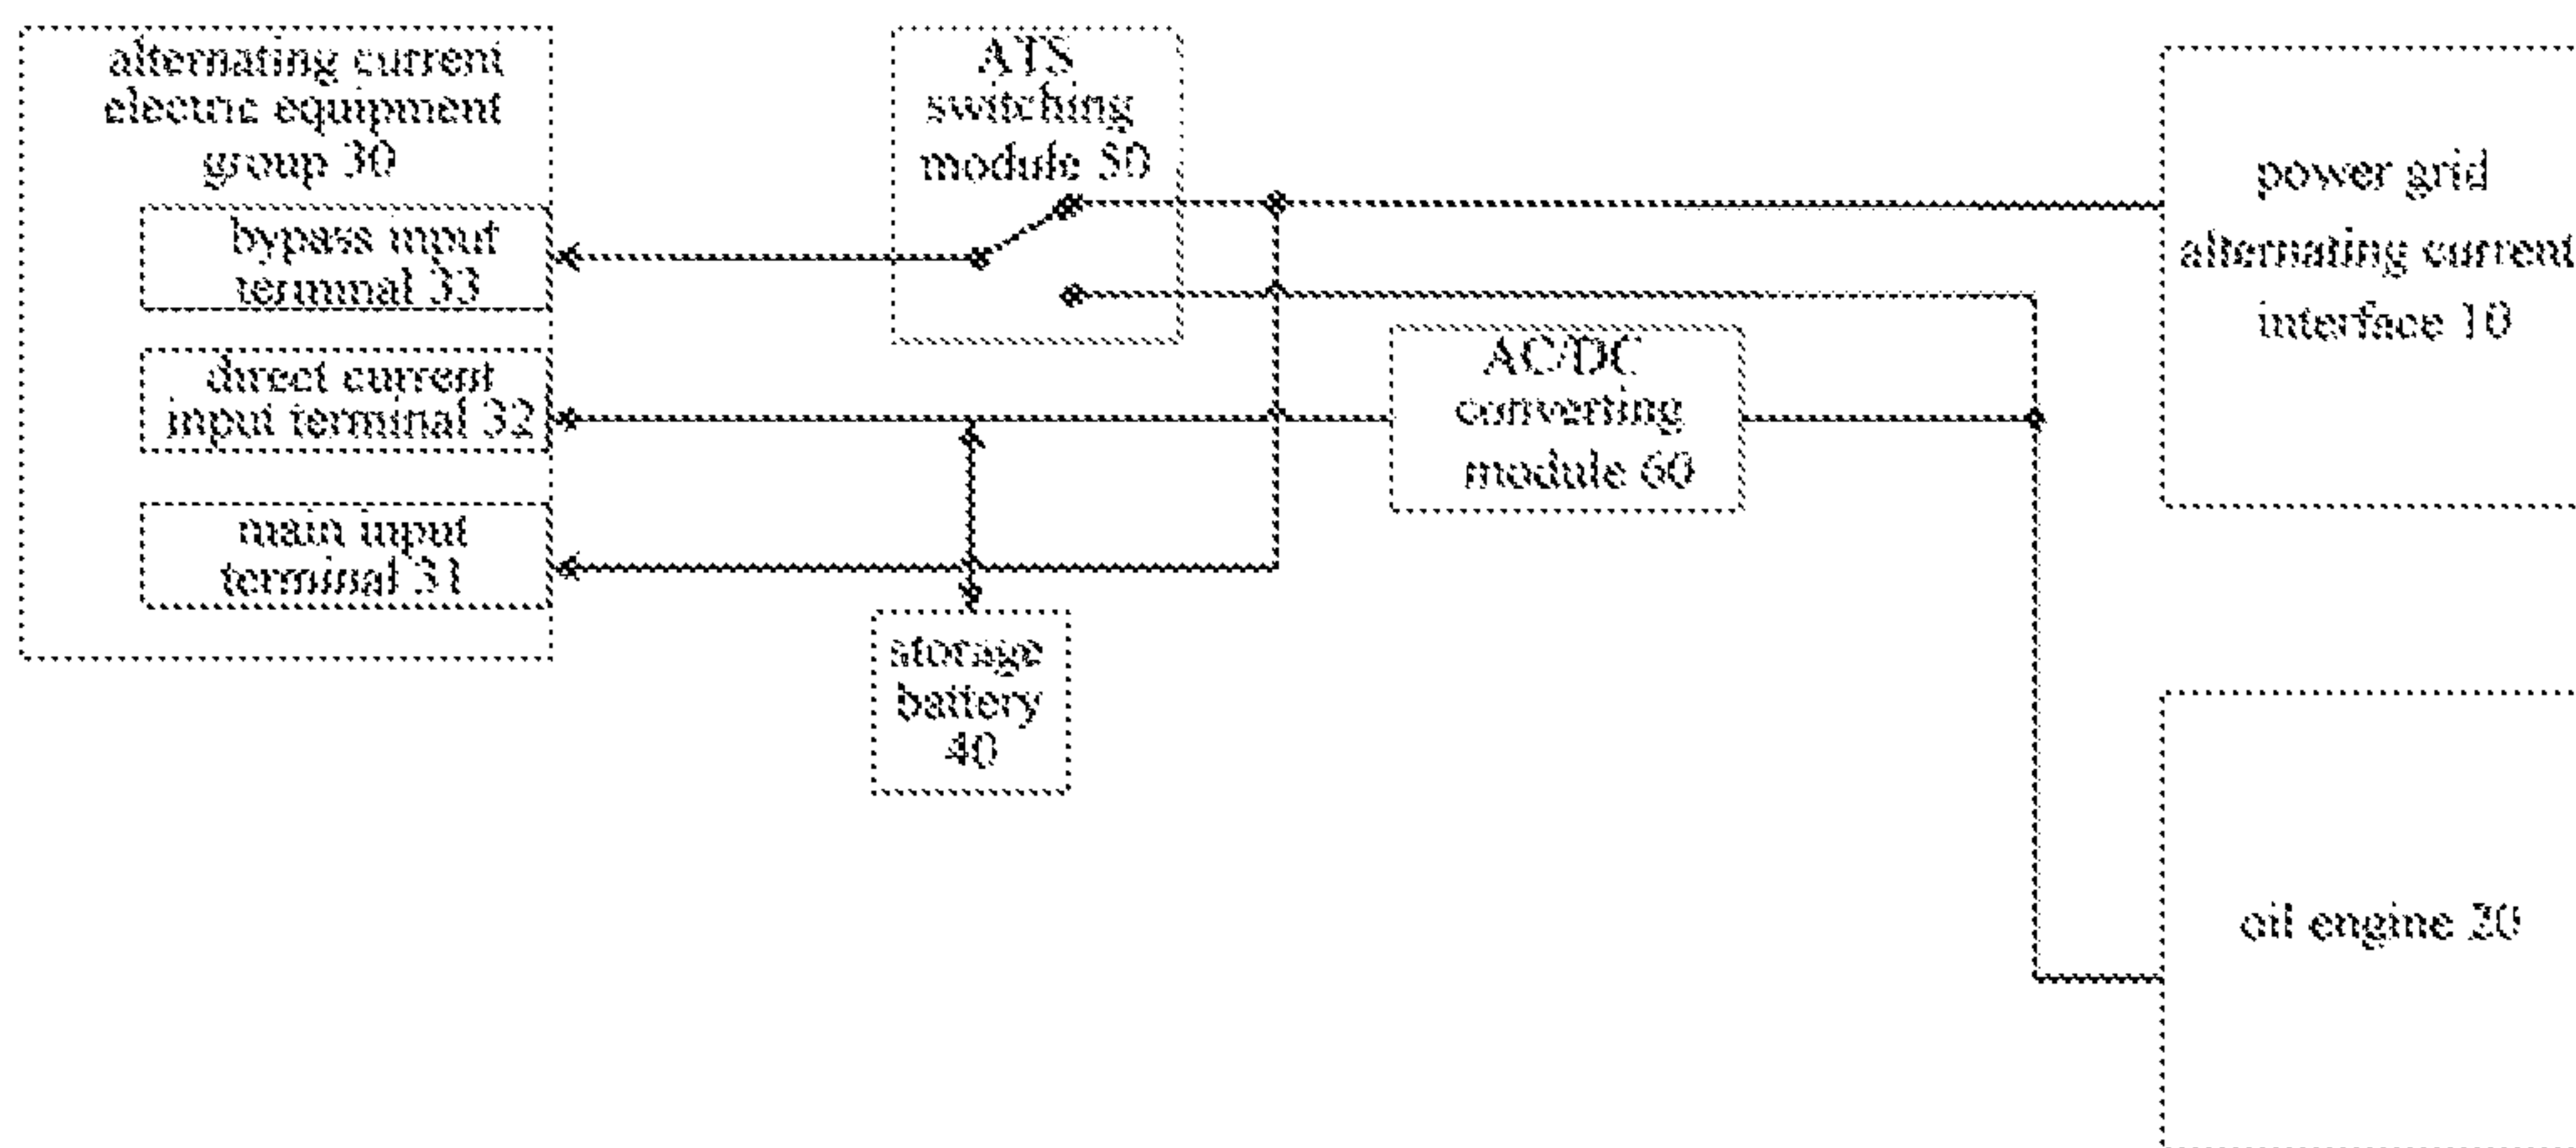 alternating current
electric equipment
group 30
bypass input
terminal 33
direct current
input terminal 32
main input
terminal 31
ATS
switching
module 50
storage
battery
40
AC/DC
converting
module 60
power grid
alternating current
interface 10
oil engine 20